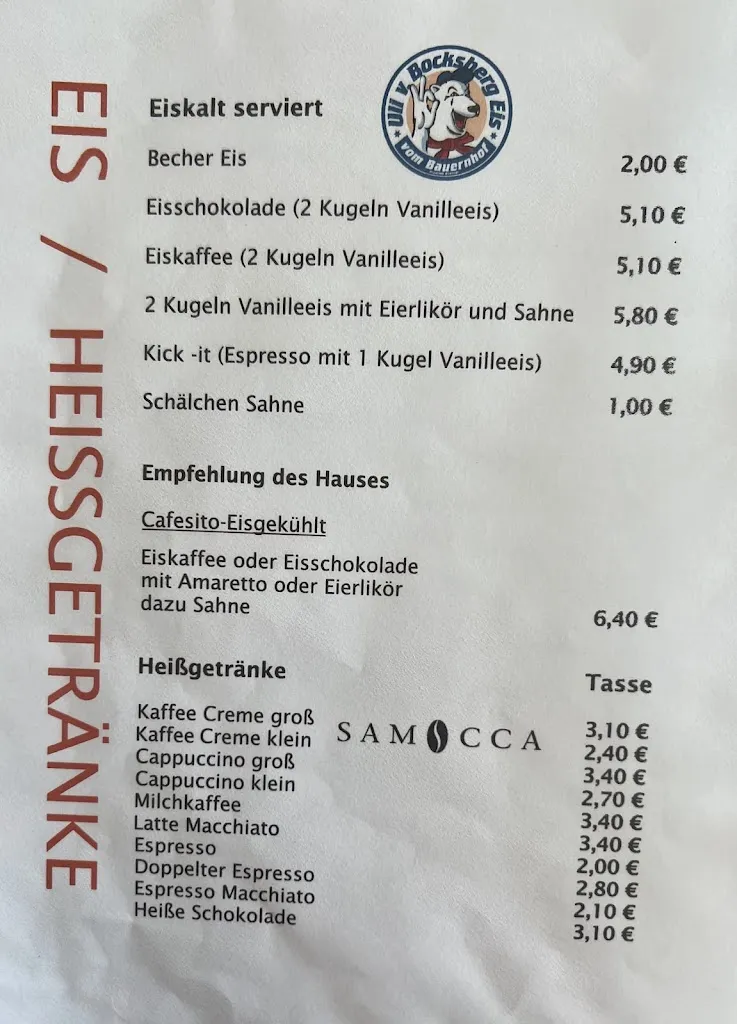 EIS / HEISSGETRÄNKE
Ulli v. Bocksberg Eis
vom Bauernhof
Eiskalt serviert
Becher Eis 2,00 €
Eisschokolade (2 Kugeln Vanilleeis) 5,10 €
Eiskaffee (2 Kugeln Vanilleeis) 5,10 €
2 Kugeln Vanilleeis mit Eierlikör und Sahne 5,80 €
Kick -it (Espresso mit 1 Kugel Vanilleeis) 4,90 €
Schälchen Sahne 1,00 €
Empfehlung des Hauses
Cafesito-Eisgekühlt
Eiskaffee oder Eisschokolade
mit Amaretto oder Eierlikör
dazu Sahne 6,40 €
Heißgetränke Tasse
SAMOCCA
Kaffee Creme groß 3,10 €
Kaffee Creme klein 2,40 €
Cappuccino groß 3,40 €
Cappuccino klein 2,70 €
Milchkaffee 3,40 €
Latte Macchiato 3,40 €
Espresso 2,00 €
Doppelter Espresso 2,80 €
Espresso Macchiato 2,10 €
Heiße Schokolade 3,10 €